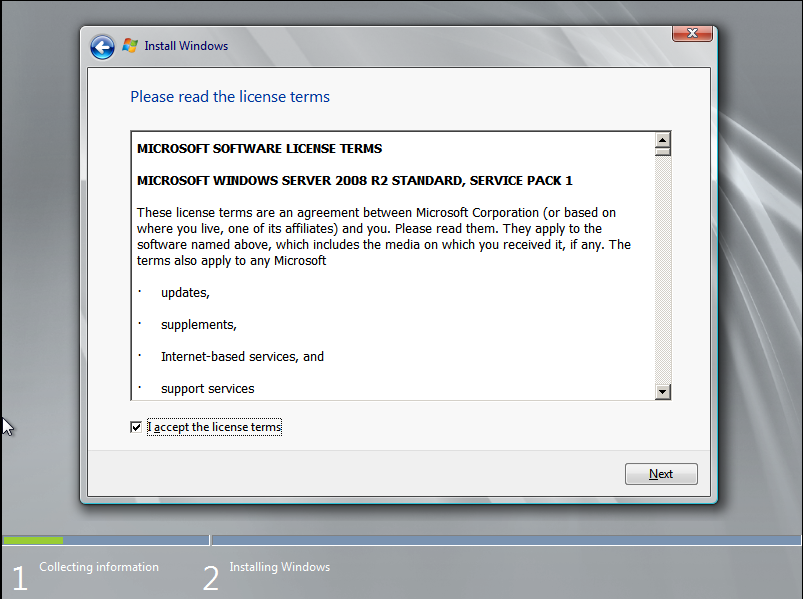 Install Windows
Please read the license terms
MICROSOFT SOFTWARE LICENSE TERMS
MICROSOFT WINDOWS SERVER 2008 R2 STANDARD, SERVICE PACK 1
These license terms are an agreement between Microsoft Corporation (or based on
where you live, one of its affiliates) and you. Please read them. They apply to the
software named above, which includes the media on which you received it, if any. The
terms also apply to any Microsoft
· updates,
· supplements,
· Internet-based services, and
· support services
I accept the license terms
Next
1 Collecting information
2 Installing Windows